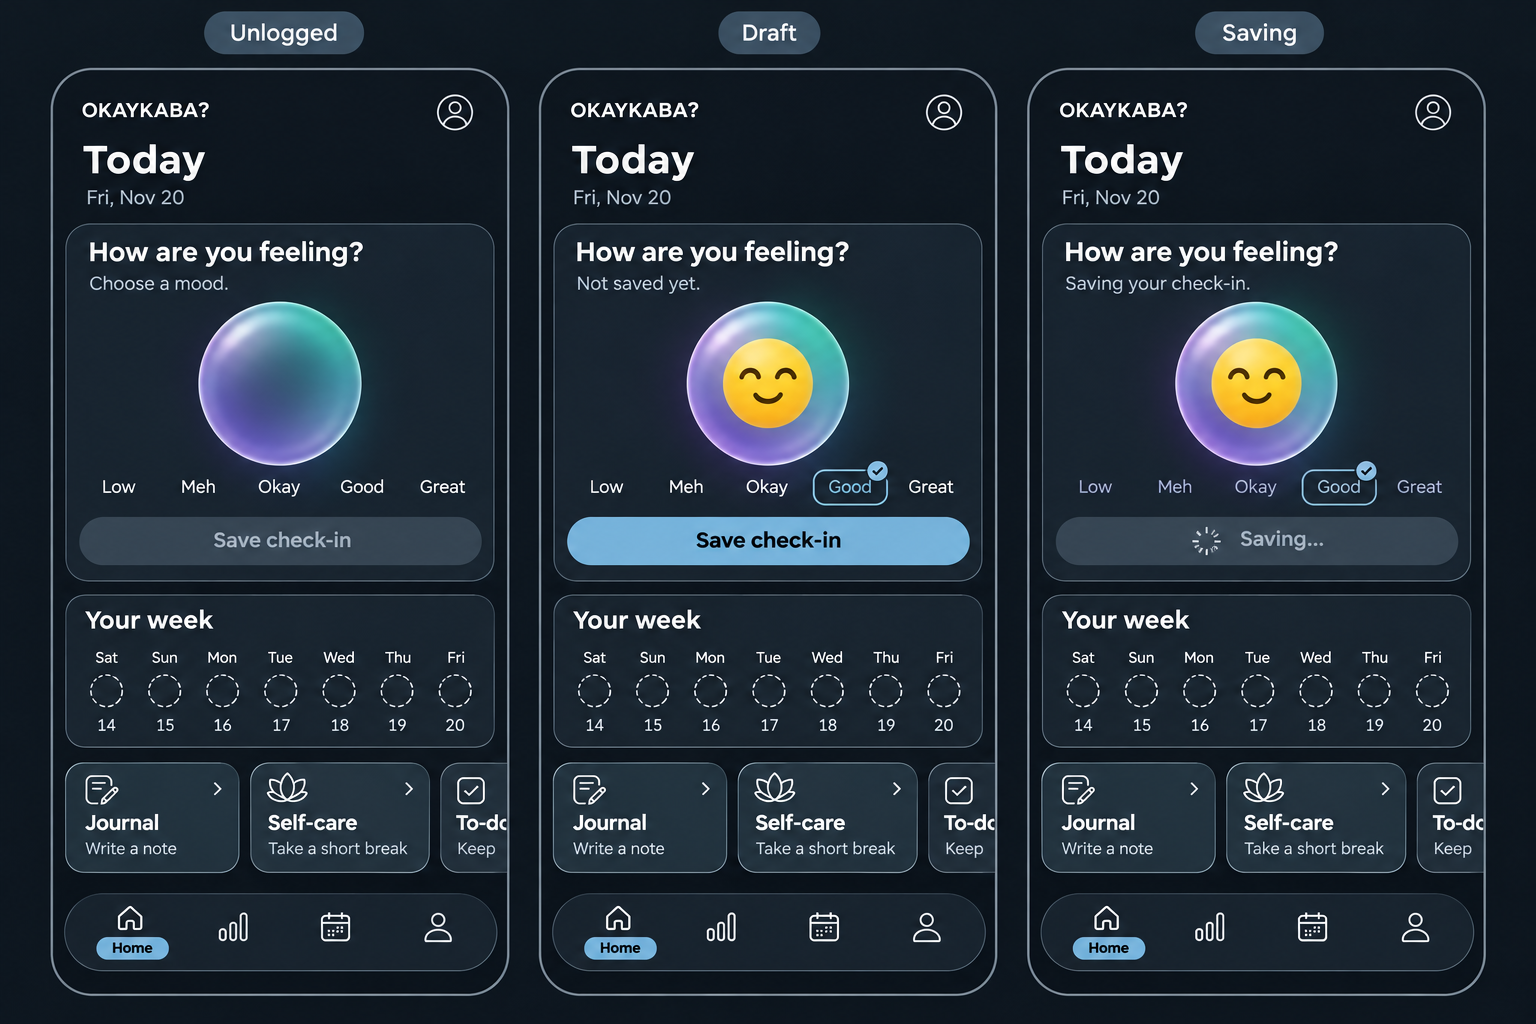 Unlogged
OKAYKABA?
Today
Fri, Nov 20
How are you feeling?
Choose a mood.
Low Meh Okay Good Great
Save check-in
Your week
Sat Sun Mon Tue Wed Thu Fri
14 15 16 17 18 19 20
Journal
Write a note
Self-care
Take a short break
To-do
Keep
Home
Draft
OKAYKABA?
Today
Fri, Nov 20
How are you feeling?
Not saved yet.
Low Meh Okay Good Great
Save check-in
Your week
Sat Sun Mon Tue Wed Thu Fri
14 15 16 17 18 19 20
Journal
Write a note
Self-care
Take a short break
To-do
Keep
Home
Saving
OKAYKABA?
Today
Fri, Nov 20
How are you feeling?
Saving your check-in.
Low Meh Okay Good Great
Saving...
Your week
Sat Sun Mon Tue Wed Thu Fri
14 15 16 17 18 19 20
Journal
Write a note
Self-care
Take a short break
To-do
Keep
Home